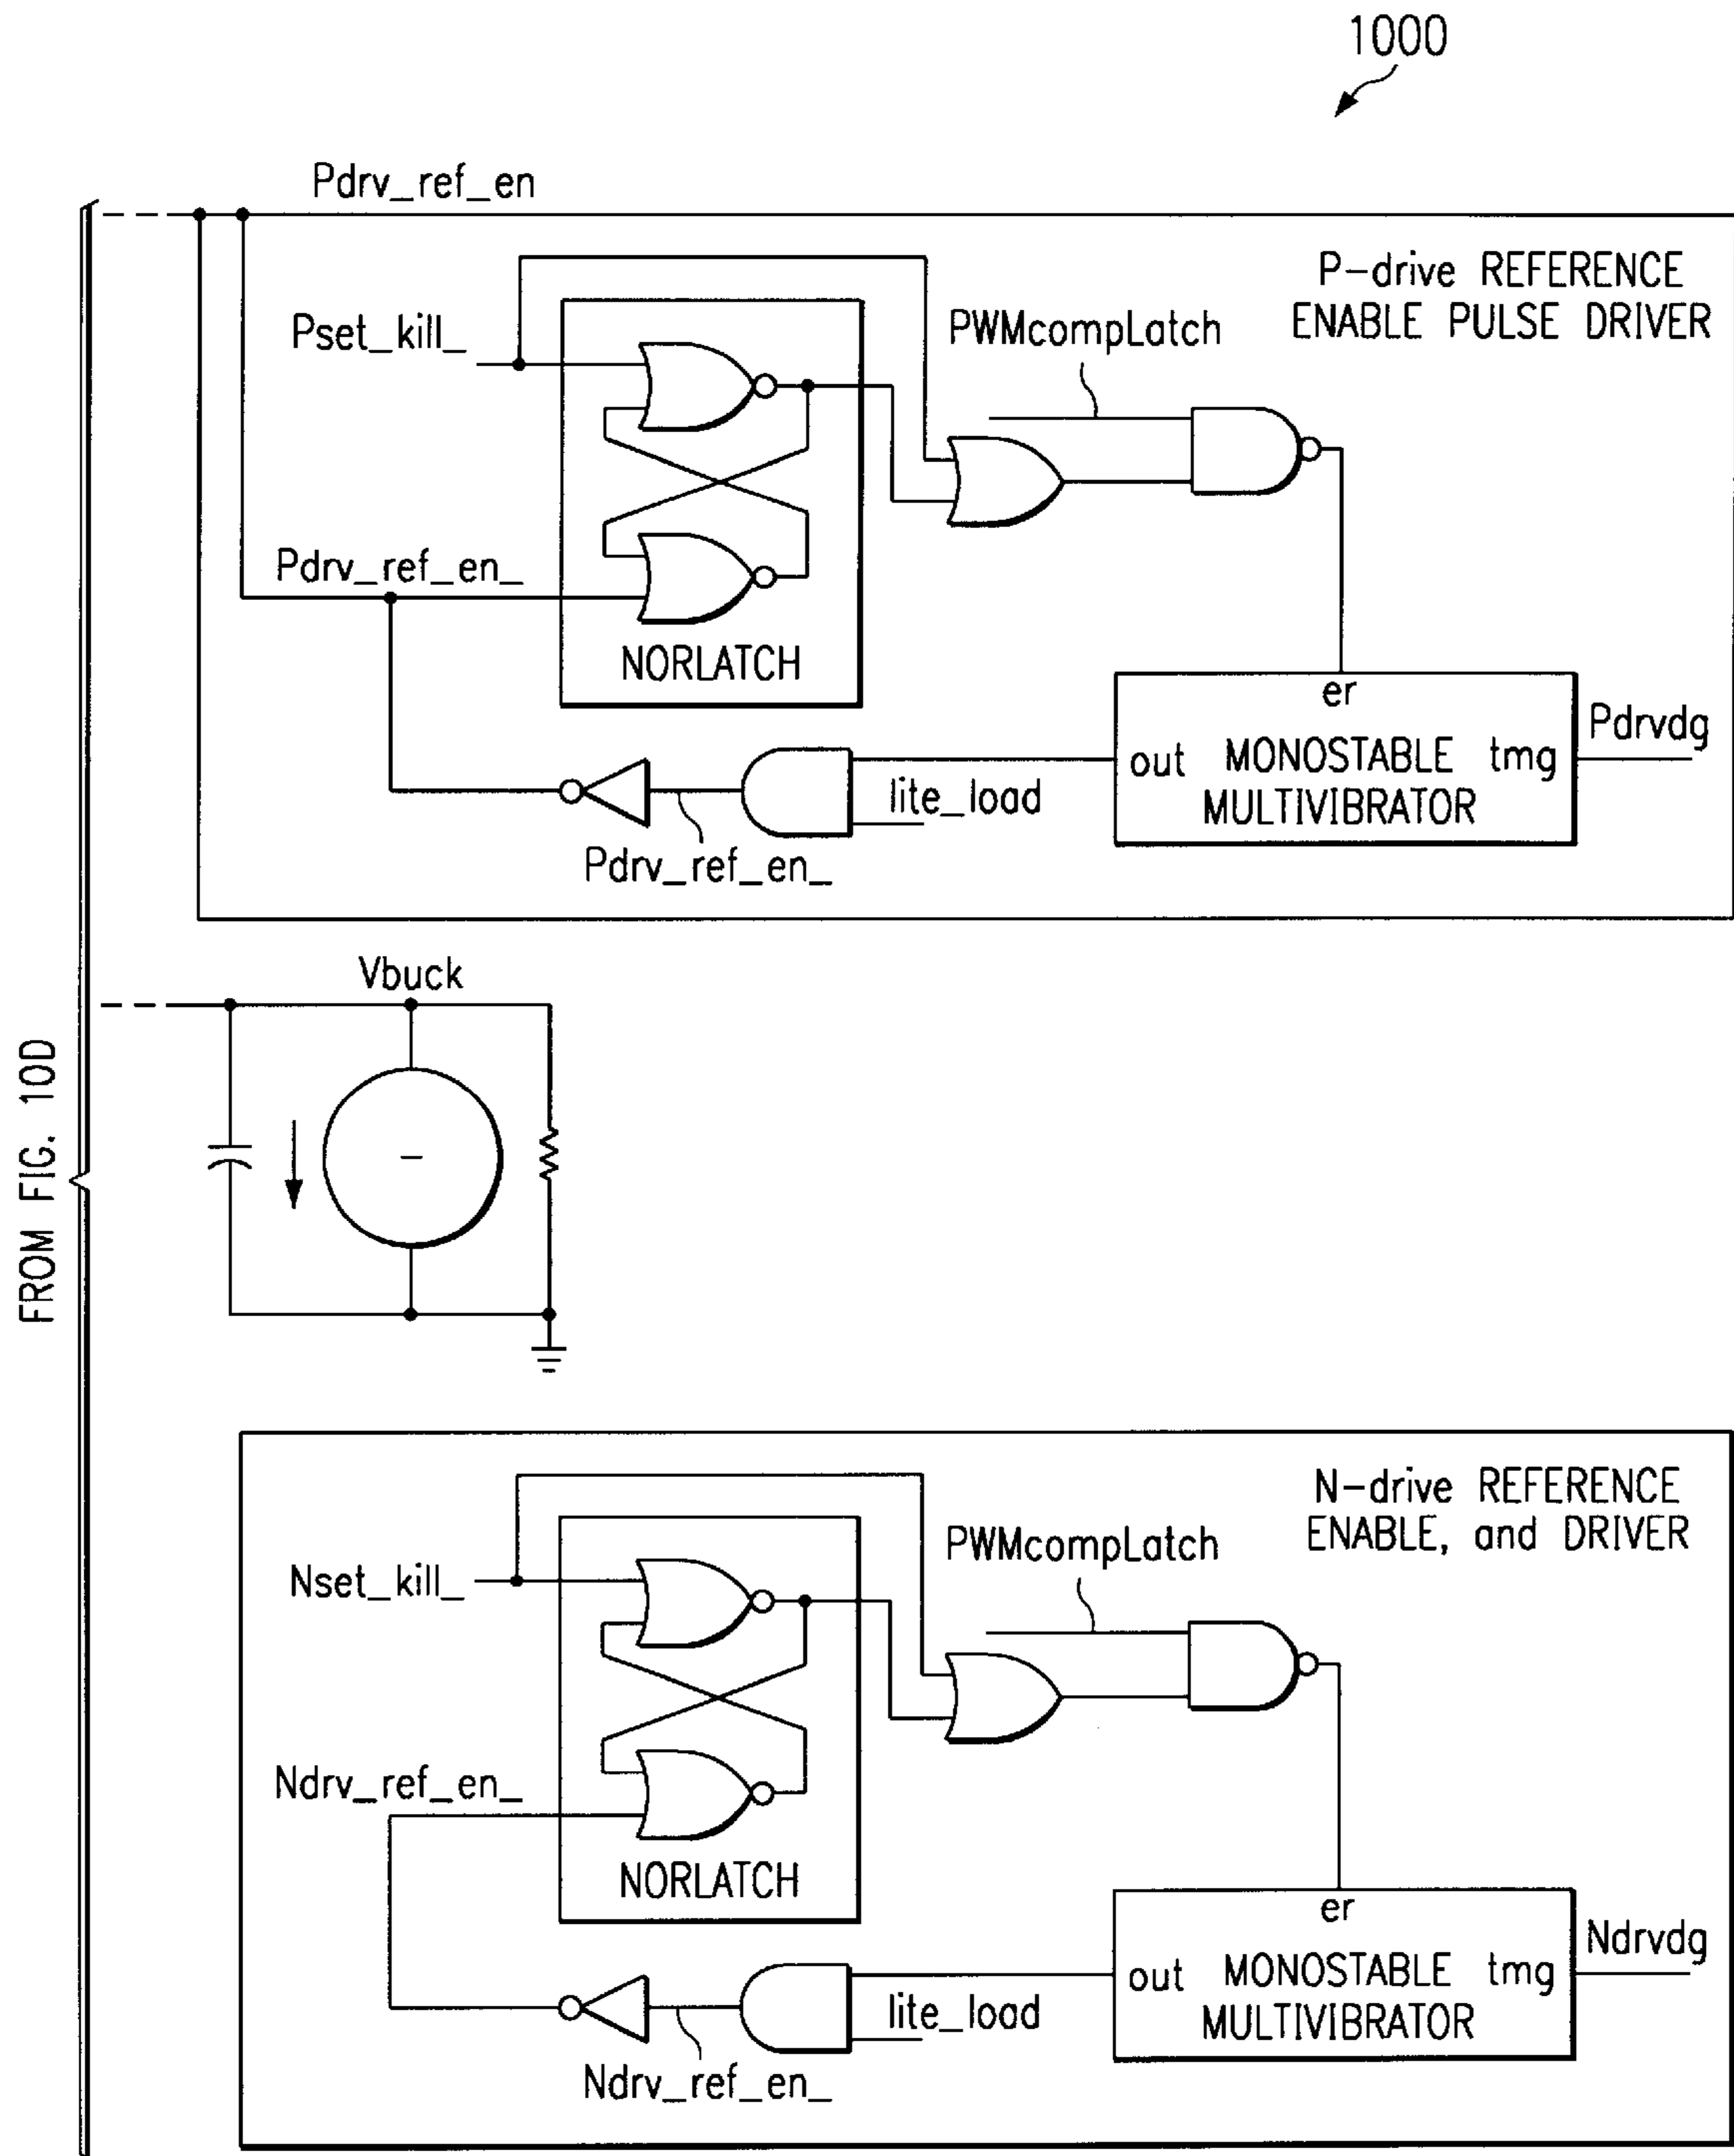 1000
Pdrv_ref_en
P-drive REFERENCE
ENABLE PULSE DRIVER
Pset_kill_
PWMcompLatch
Pdrv_ref_en_
NORLATCH
er
out MONOSTABLE tmg
MULTIVIBRATOR
Pdrvdg
lite_load
Pdrv_ref_en_
Vbuck
FROM FIG. 10D
N-drive REFERENCE
ENABLE, and DRIVER
Nset_kill_
PWMcompLatch
Ndrv_ref_en_
NORLATCH
er
out MONOSTABLE tmg
MULTIVIBRATOR
Ndrvdg
lite_load
Ndrv_ref_en_